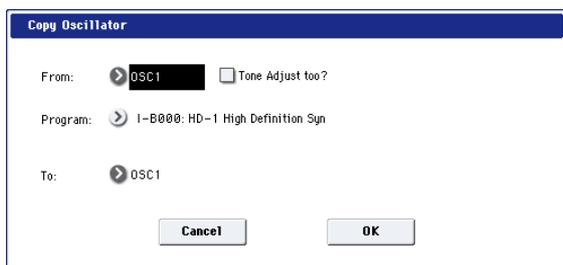 Copy Oscillator
From: OSC1 Tone Adjust too?
Program: I-B000: HD-1 High Definition Syn
To: OSC1
Cancel OK